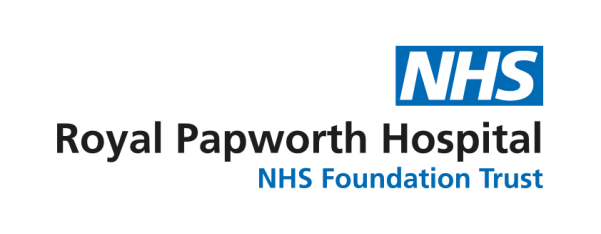 NHS
Royal Papworth Hospital
NHS Foundation Trust